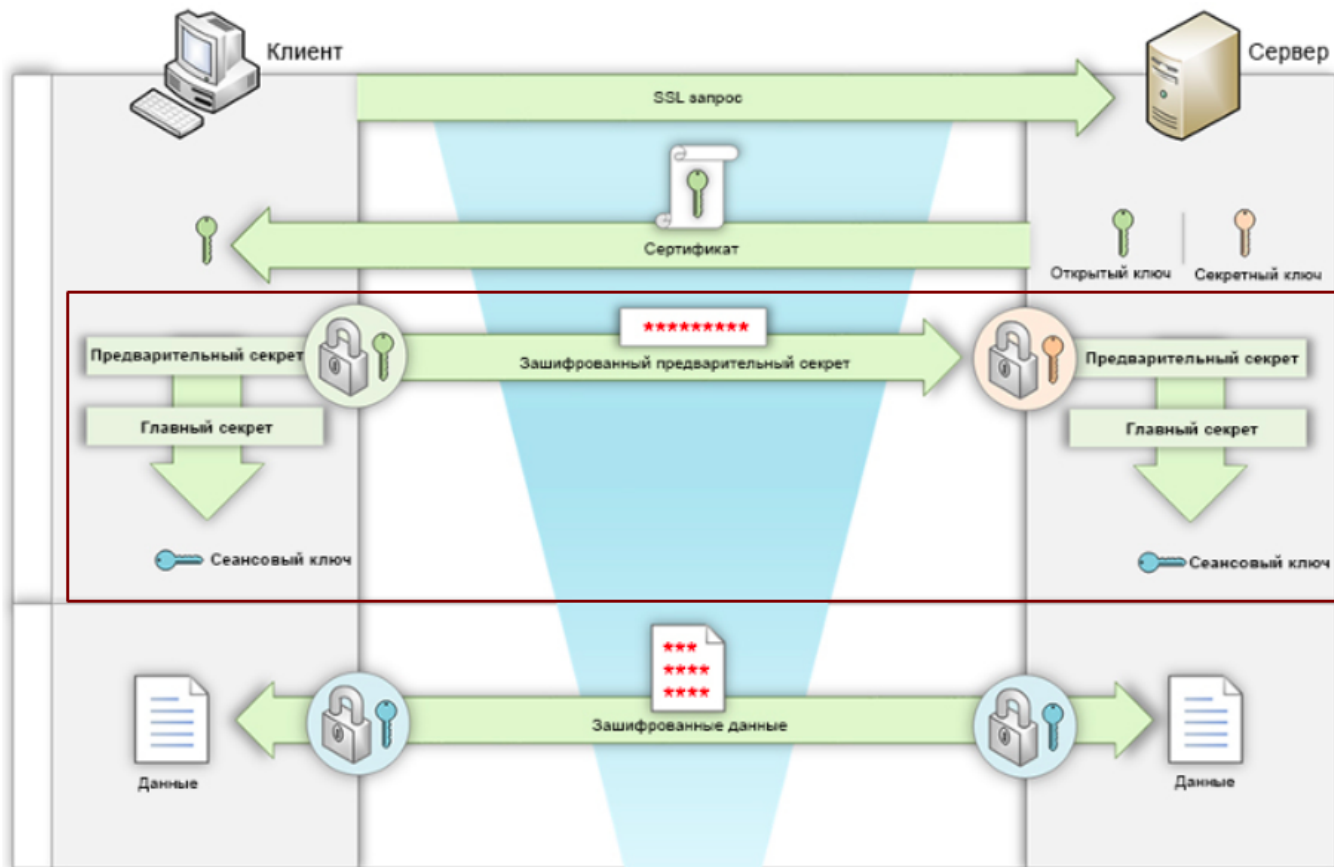 Клиент
Сервер
SSL запрос
Сертификат
Открытый ключ
Секретный ключ
*********
Предварительный секрет
Зашифрованный предварительный секрет
Предварительный секрет
Главный секрет
Главный секрет
Сеансовый ключ
Сеансовый ключ
***
****
****
Зашифрованные данные
Данные
Данные